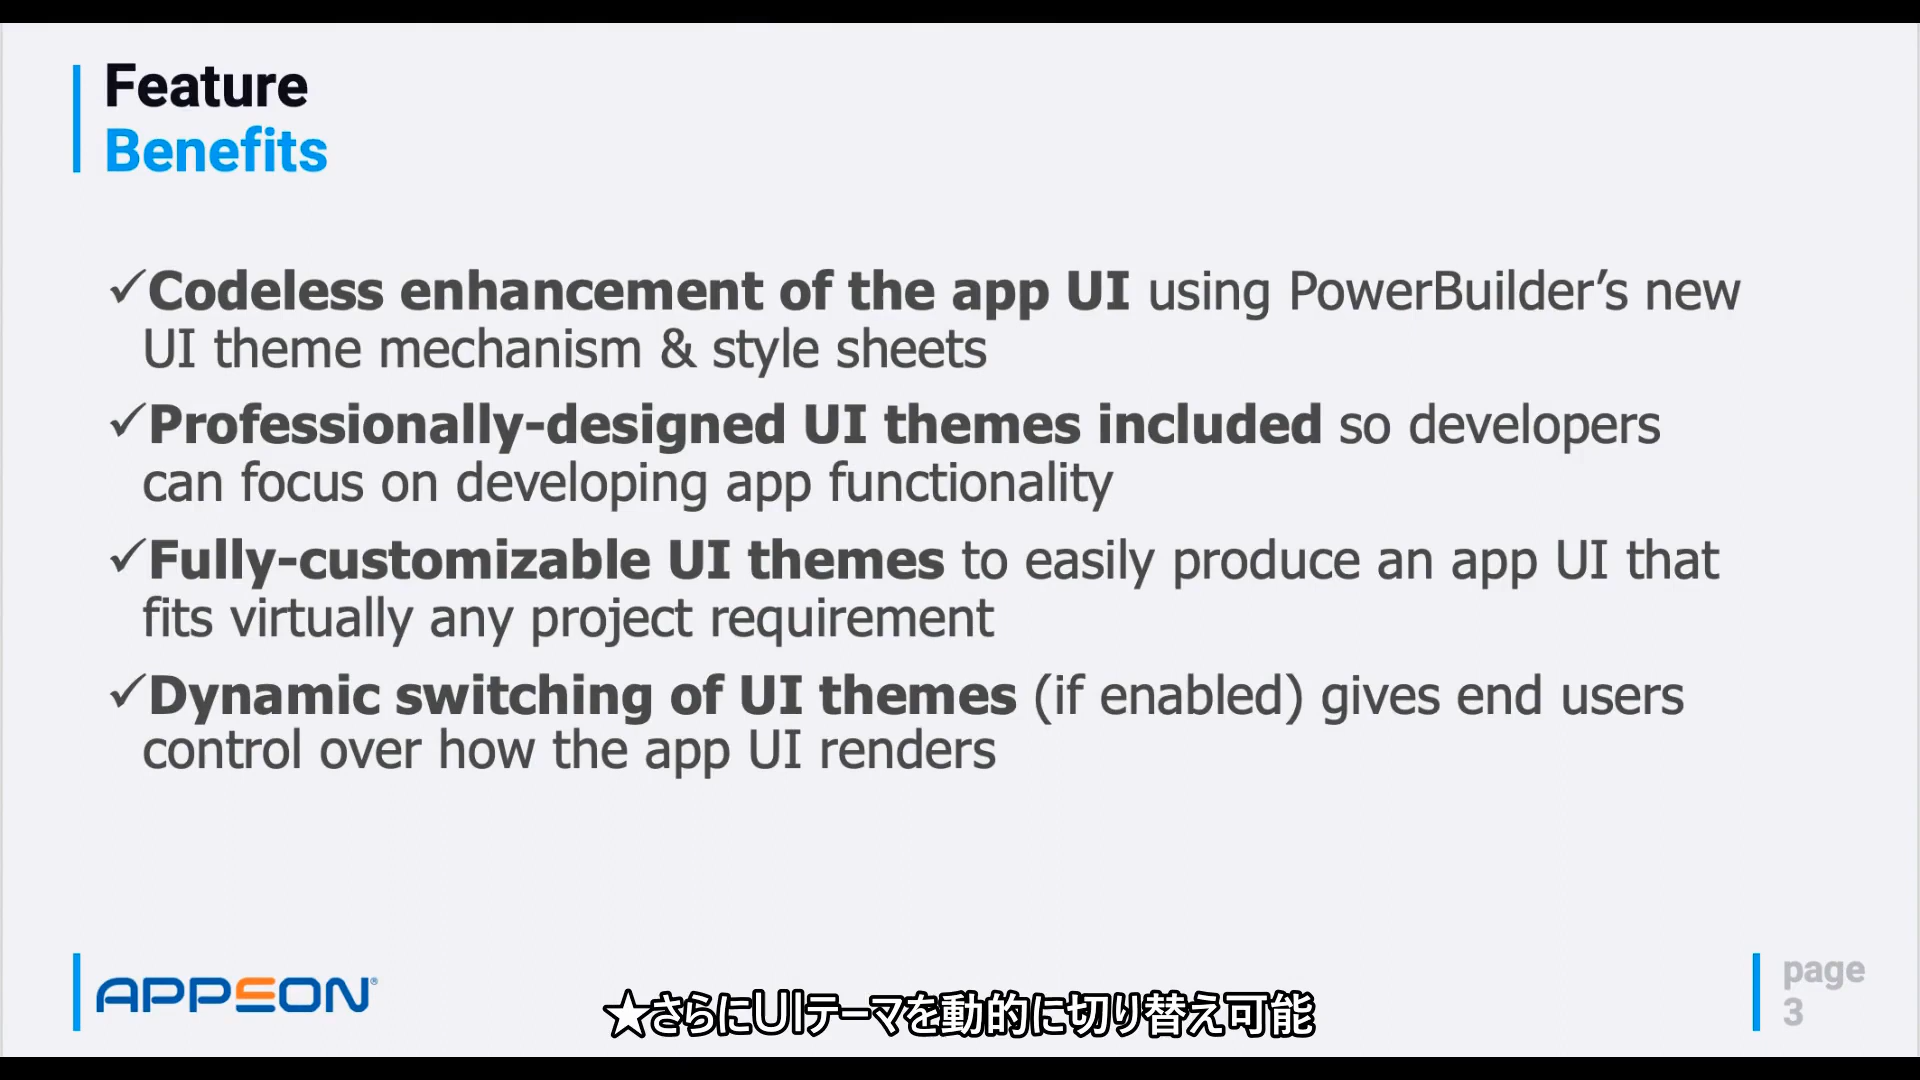 Feature
Benefits
✓Codeless enhancement of the app UI using PowerBuilder’s new
UI theme mechanism & style sheets
✓Professionally-designed UI themes included so developers
can focus on developing app functionality
✓Fully-customizable UI themes to easily produce an app UI that
fits virtually any project requirement
✓Dynamic switching of UI themes (if enabled) gives end users
control over how the app UI renders
APPEON®
★さらにUIテーマを動的に切り替え可能
page
3